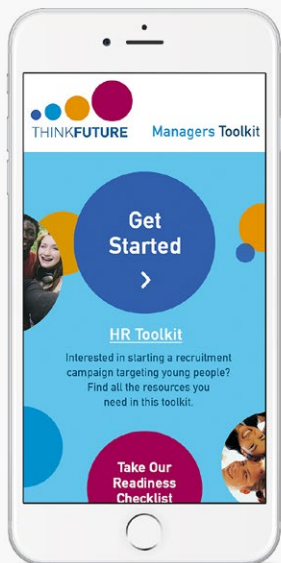 THINKFUTURE
Managers Toolkit
Get
Started
HR Toolkit
Interested in starting a recruitment
campaign targeting young people?
Find all the resources you
need in this toolkit.
Take Our
Readiness
Checklist